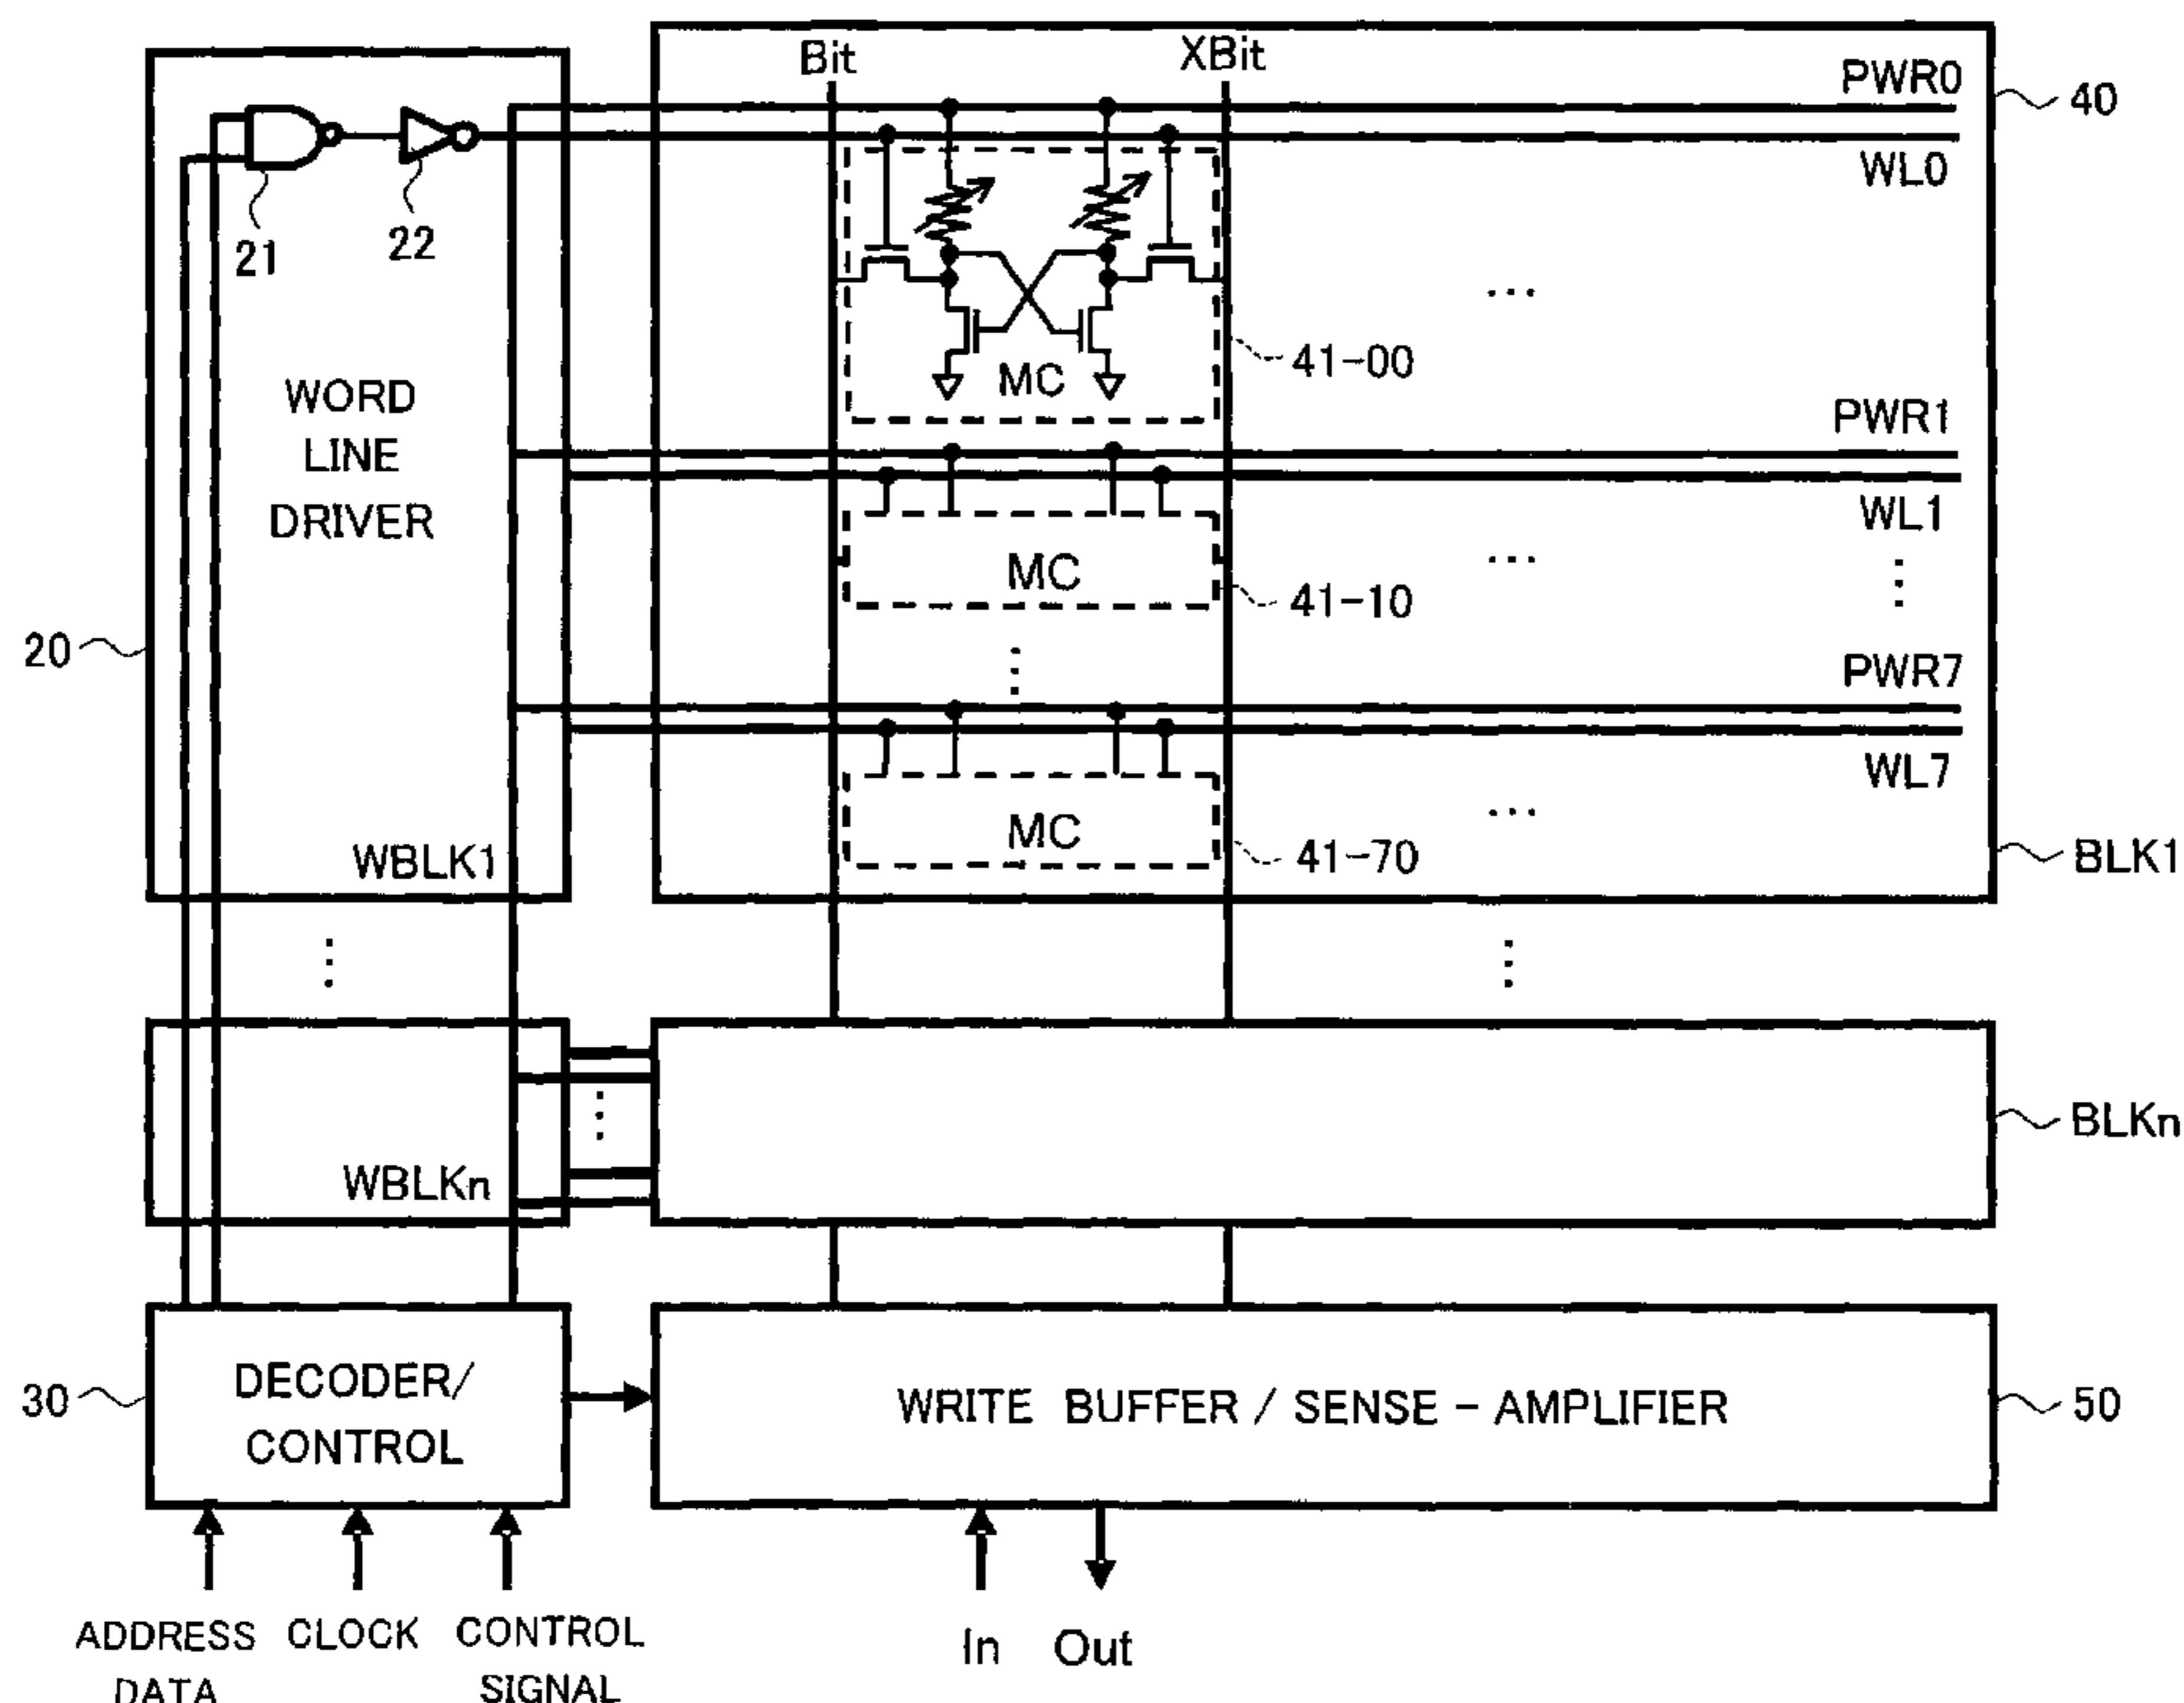 Bit
XBit
PWR0
40
WL0
21
22
...
41-00
MC
WORD
LINE
DRIVER
PWR1
WL1
MC
...
41-10
20
PWR7
WL7
MC
...
41-70
WBLK1
BLK1
WBLKn
BLKn
30
DECODER/
CONTROL
WRITE BUFFER / SENSE - AMPLIFIER
50
ADDRESS
DATA
CLOCK
CONTROL
SIGNAL
In
Out